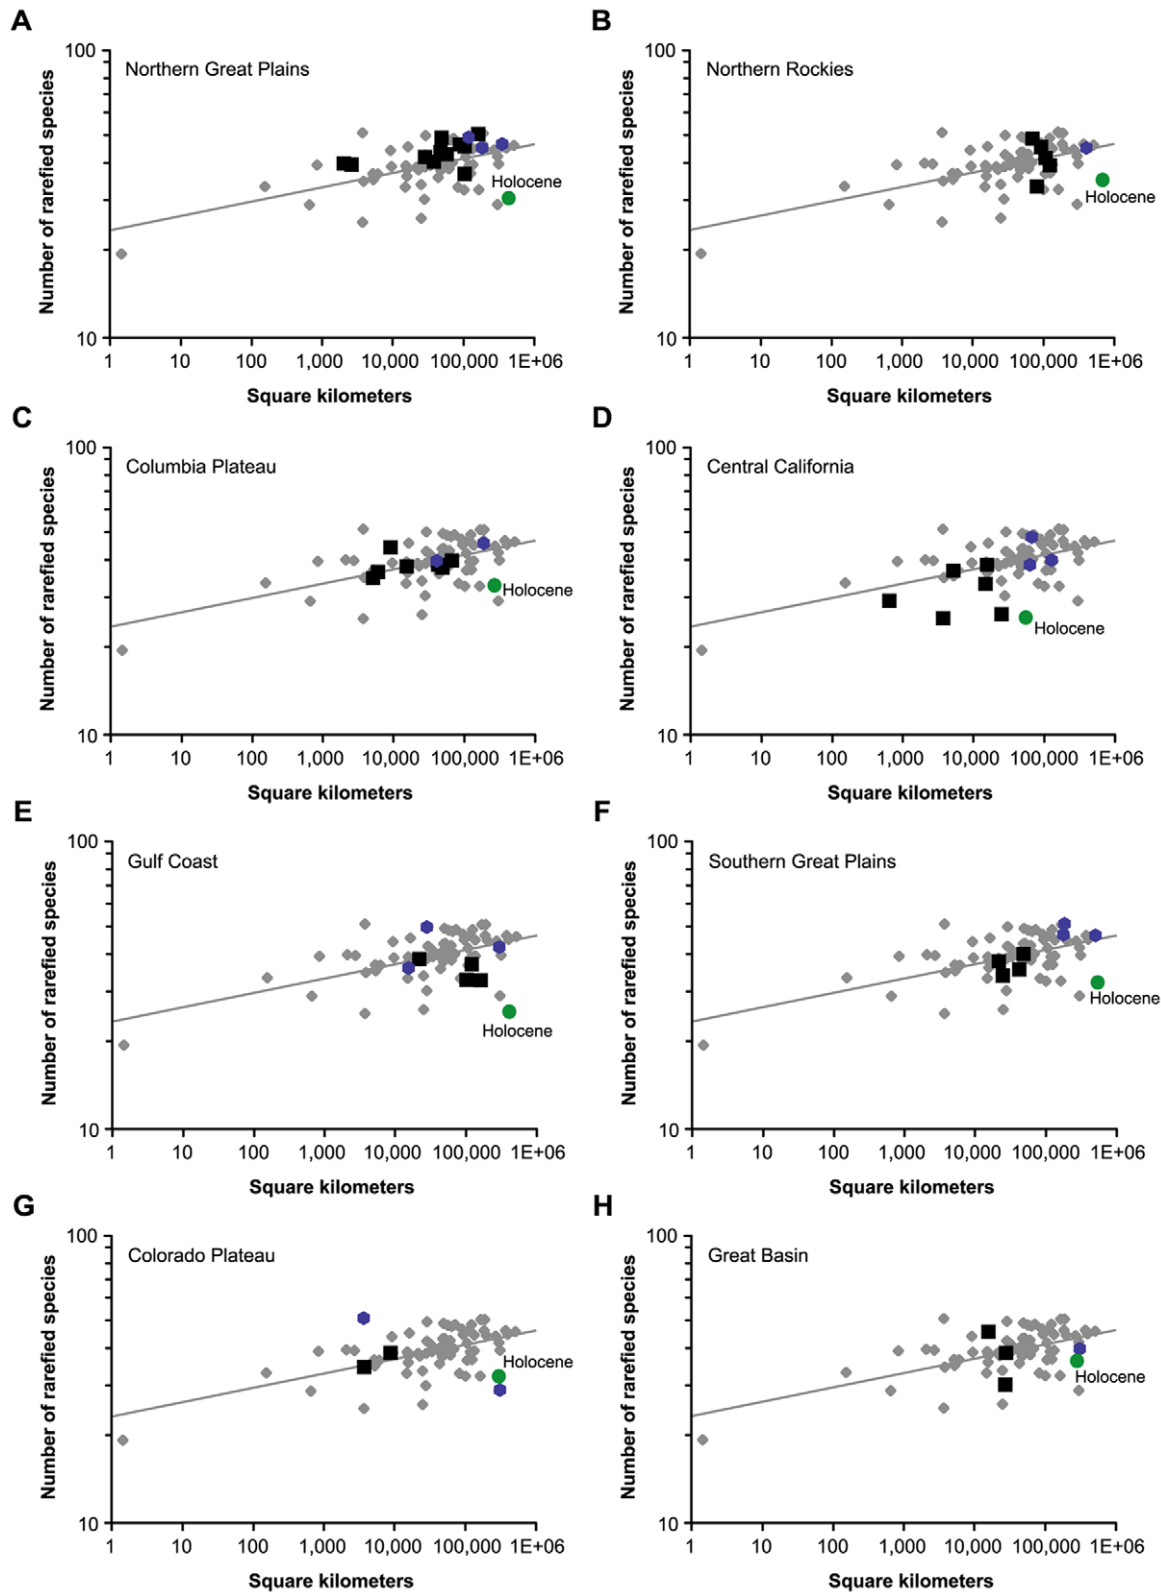 A
100
Northern Great Plains
Holocene
Number of rarefied species
10
1 10 100 1,000 10,000 100,000 1E+06
Square kilometers
B
100
Northern Rockies
Holocene
Number of rarefied species
10
1 10 100 1,000 10,000 100,000 1E+06
Square kilometers
C
100
Columbia Plateau
Holocene
Number of rarefied species
10
1 10 100 1,000 10,000 100,000 1E+06
Square kilometers
D
100
Central California
Holocene
Number of rarefied species
10
1 10 100 1,000 10,000 100,000 1E+06
Square kilometers
E
100
Gulf Coast
Holocene
Number of rarefied species
10
1 10 100 1,000 10,000 100,000 1E+06
Square kilometers
F
100
Southern Great Plains
Holocene
Number of rarefied species
10
1 10 100 1,000 10,000 100,000 1E+06
Square kilometers
G
100
Colorado Plateau
Holocene
Number of rarefied species
10
1 10 100 1,000 10,000 100,000 1E+06
Square kilometers
H
100
Great Basin
Holocene
Number of rarefied species
10
1 10 100 1,000 10,000 100,000 1E+06
Square kilometers